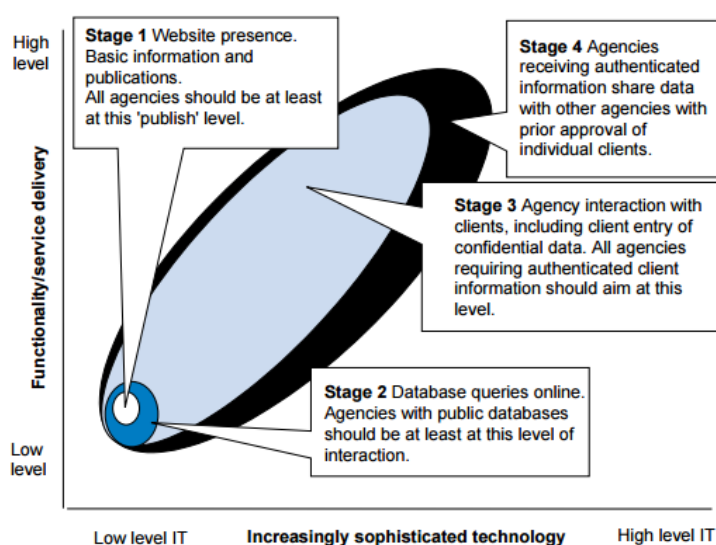 High
level
Stage 1 Website presence.
Basic information and
publications.
All agencies should be at least
at this 'publish' level.
Stage 4 Agencies
receiving authenticated
information share data
with other agencies with
prior approval of
individual clients.
Functionality/service delivery
Stage 3 Agency interaction with
clients, including client entry of
confidential data. All agencies
requiring authenticated client
information should aim at this
level.
Stage 2 Database queries online.
Agencies with public databases
should be at least at this level of
interaction.
Low
level
Low level IT
Increasingly sophisticated technology
High level IT